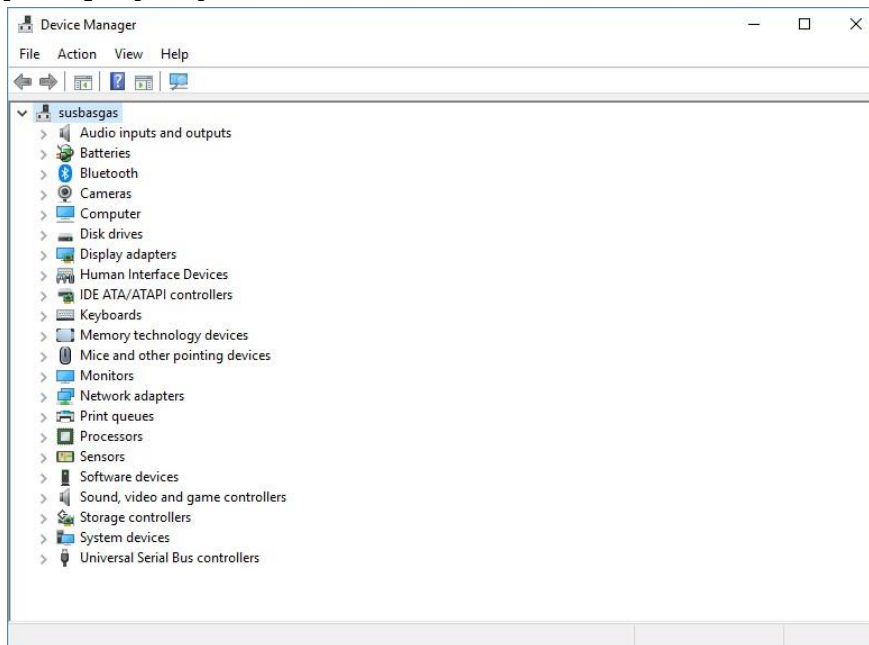 Device Manager
File Action View Help
susbasgas
Audio inputs and outputs
Batteries
Bluetooth
Cameras
Computer
Disk drives
Display adapters
Human Interface Devices
IDE ATA/ATAPI controllers
Keyboards
Memory technology devices
Mice and other pointing devices
Monitors
Network adapters
Print queues
Processors
Sensors
Software devices
Sound, video and game controllers
Storage controllers
System devices
Universal Serial Bus controllers